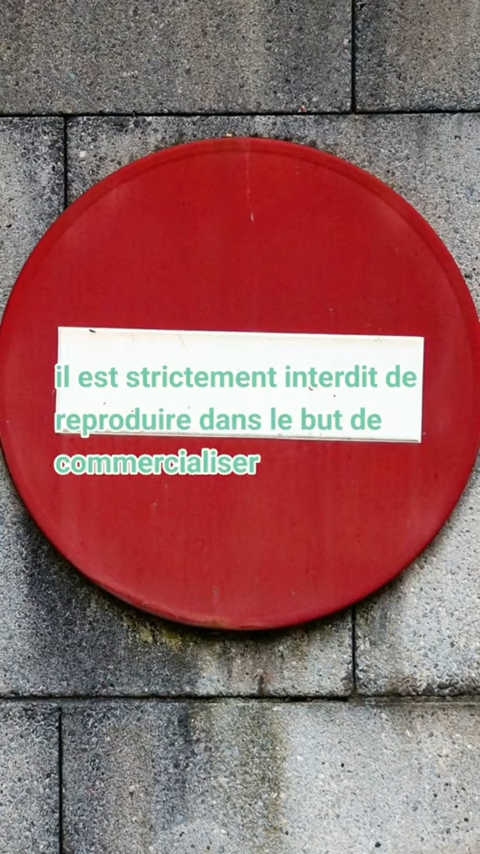 il est strictement interdit de
reproduire dans le but de
commercialiser